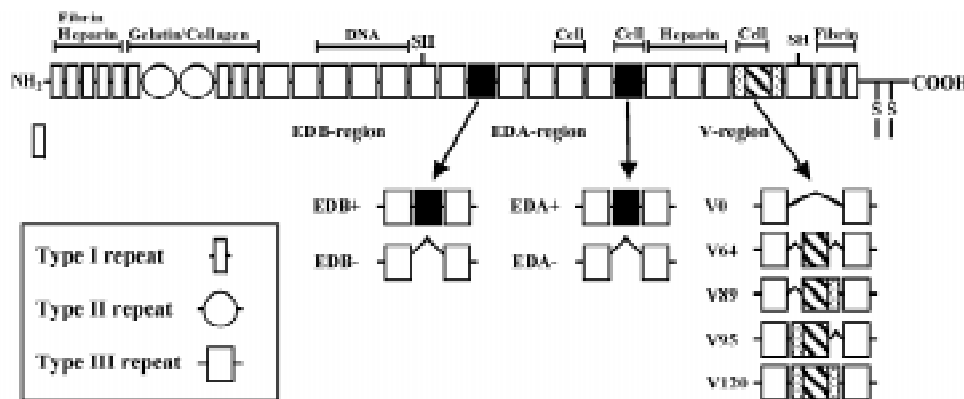 Fibrin
Heparin Gelatin/Collagen DNA SH Cell Cell Heparin Cell SH Fibrin
NH2 COOH
S S
EDB-region EDA-region V-region
EDB+ EDA+ V0
EDB- EDA- V64
V89
V95
V120
Type I repeat
Type II repeat
Type III repeat